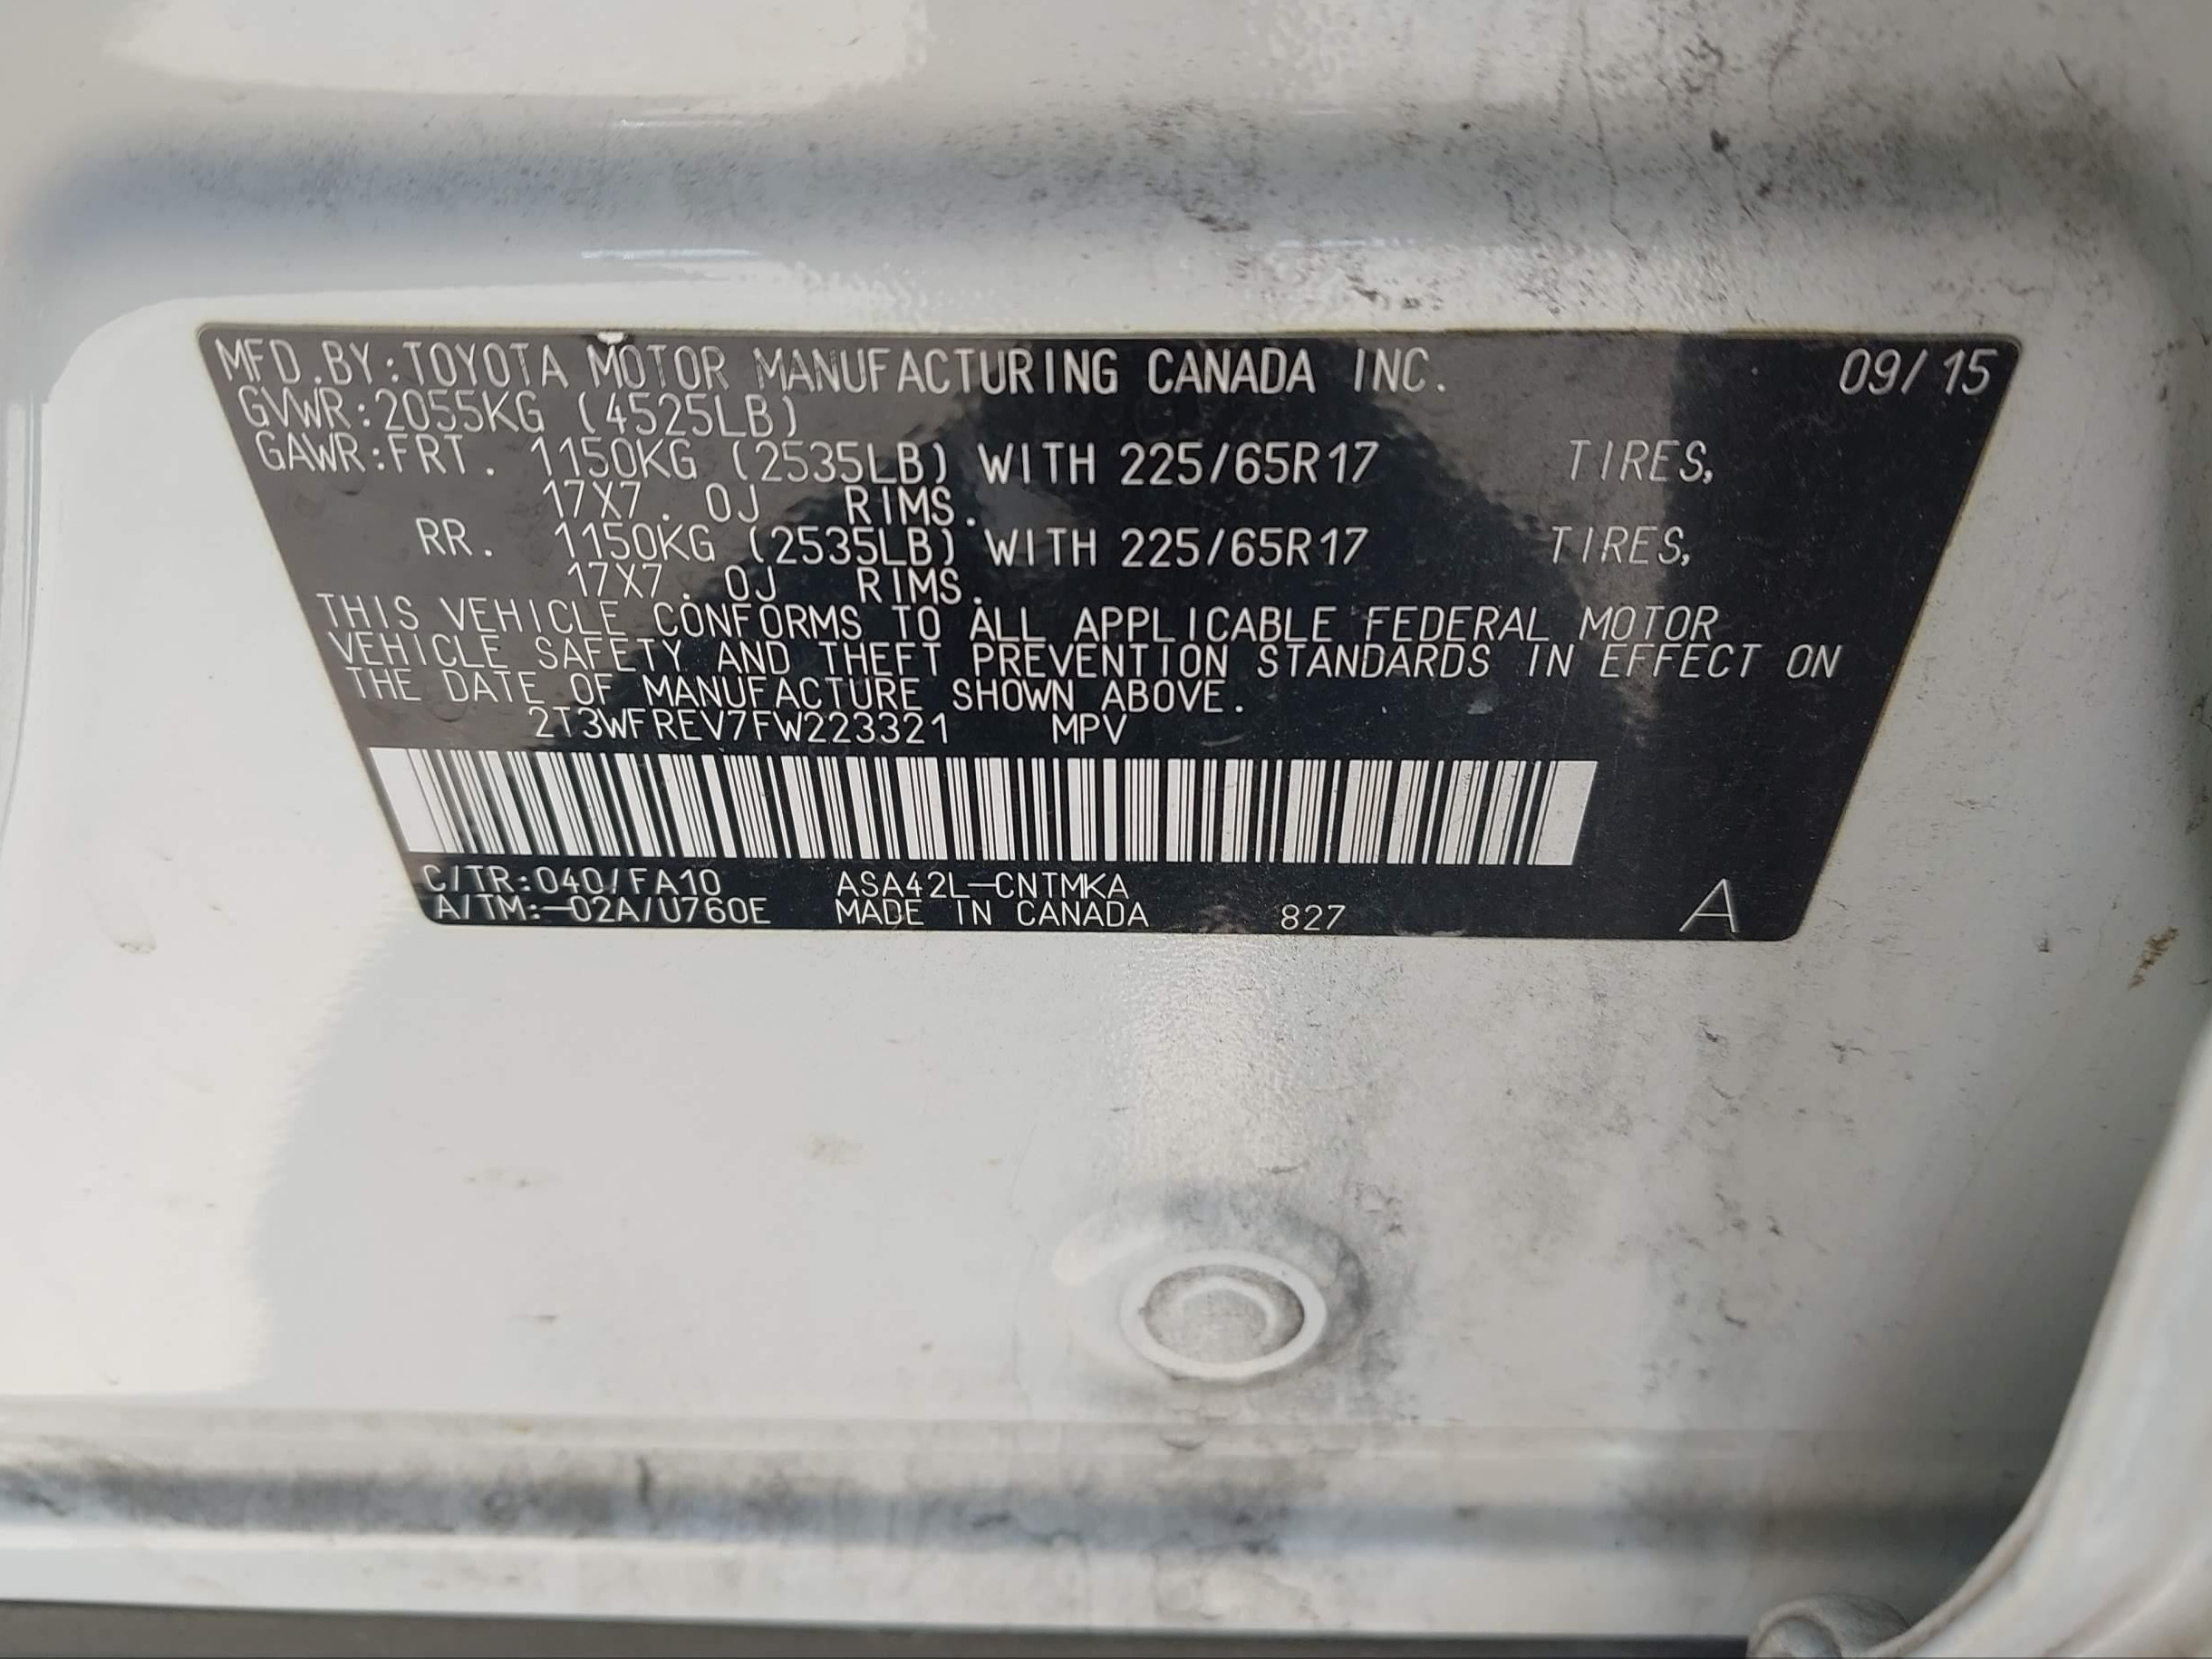 MFD.BY:TOYOTA MOTOR MANUFACTURING CANADA INC. 09/15
GVWR:2055KG (4525LB)
GAWR:FRT. 1150KG (2535LB) WITH 225/65R17 TIRES,
17X7.0J RIMS.
RR. 1150KG (2535LB) WITH 225/65R17 TIRES,
17X7.0J RIMS.
THIS VEHICLE CONFORMS TO ALL APPLICABLE FEDERAL MOTOR
VEHICLE SAFETY AND THEFT PREVENTION STANDARDS IN EFFECT ON
THE DATE OF MANUFACTURE SHOWN ABOVE.
2T3WFREV7FW223321 MPV
C/TR:040/FA10 ASA42L-CNTMKA
A/TM:-02A/U760E MADE IN CANADA 827 A